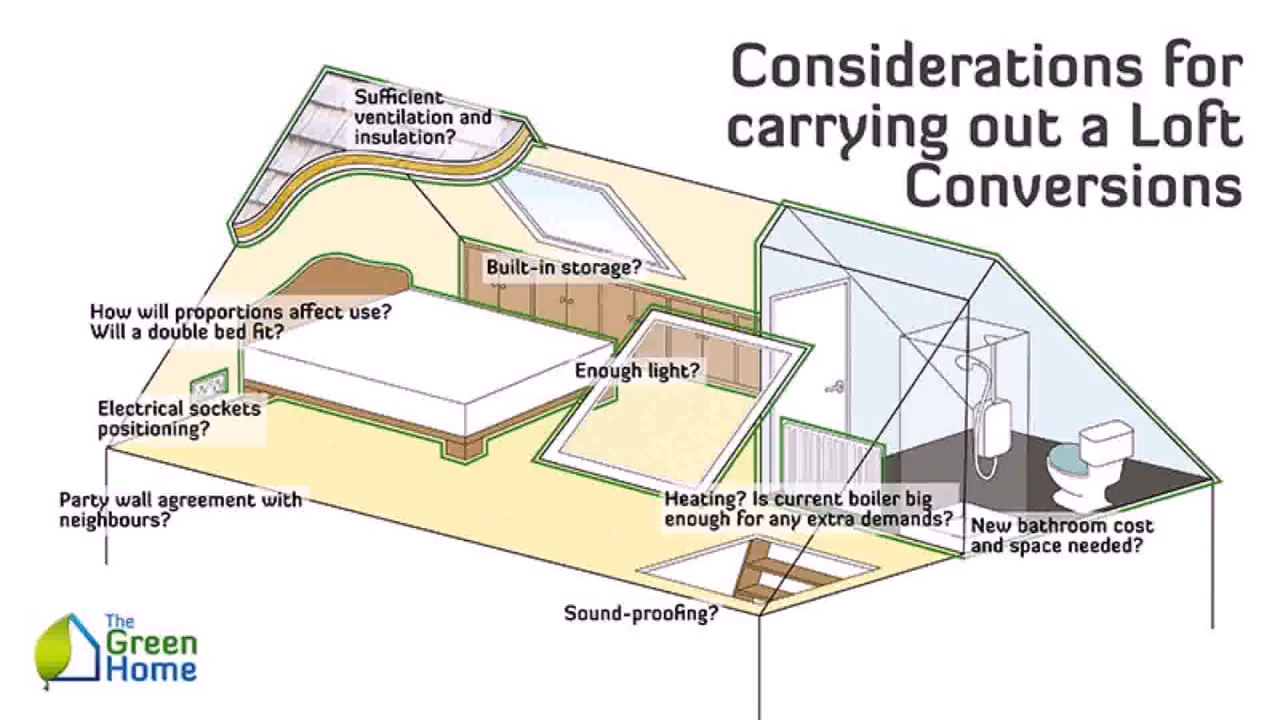 Considerations for
carrying out a Loft
Conversions
Sufficient
ventilation and
insulation?
Built-in storage?
How will proportions affect use?
Will a double bed fit?
Enough light?
Electrical sockets
positioning?
Party wall agreement with
neighbours?
Heating? Is current boiler big
enough for any extra demands?
New bathroom cost
and space needed?
Sound-proofing?
The
Green
Home